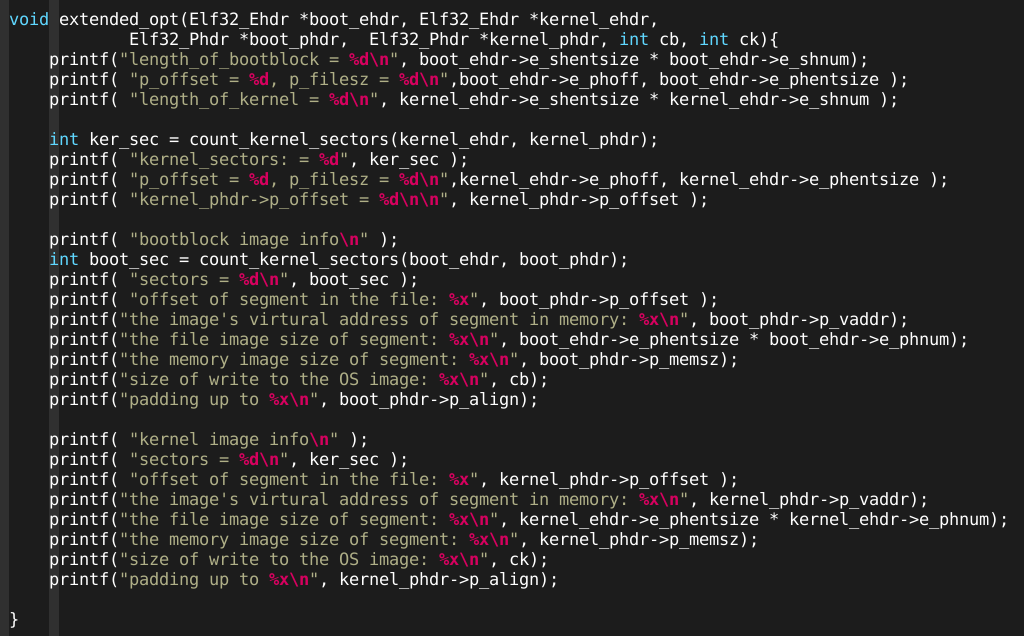 void extended_opt(Elf32_Ehdr *boot_ehdr, Elf32_Ehdr *kernel_ehdr,
            Elf32_Phdr *boot_phdr,  Elf32_Phdr *kernel_phdr, int cb, int ck){
    printf("length_of_bootblock = %d\n", boot_ehdr->e_shentsize * boot_ehdr->e_shnum);
    printf( "p_offset = %d, p_filesz = %d\n",boot_ehdr->e_phoff, boot_ehdr->e_phentsize );
    printf( "length_of_kernel = %d\n", kernel_ehdr->e_shentsize * kernel_ehdr->e_shnum );

    int ker_sec = count_kernel_sectors(kernel_ehdr, kernel_phdr);
    printf( "kernel_sectors: = %d", ker_sec );
    printf( "p_offset = %d, p_filesz = %d\n",kernel_ehdr->e_phoff, kernel_ehdr->e_phentsize );
    printf( "kernel_phdr->p_offset = %d\n\n", kernel_phdr->p_offset );

    printf( "bootblock image info\n" );
    int boot_sec = count_kernel_sectors(boot_ehdr, boot_phdr);
    printf( "sectors = %d\n", boot_sec );
    printf( "offset of segment in the file: %x", boot_phdr->p_offset );
    printf("the image's virtural address of segment in memory: %x\n", boot_phdr->p_vaddr);
    printf("the file image size of segment: %x\n", boot_ehdr->e_phentsize * boot_ehdr->e_phnum);
    printf("the memory image size of segment: %x\n", boot_phdr->p_memsz);
    printf("size of write to the OS image: %x\n", cb);
    printf("padding up to %x\n", boot_phdr->p_align);

    printf( "kernel image info\n" );
    printf( "sectors = %d\n", ker_sec );
    printf( "offset of segment in the file: %x", kernel_phdr->p_offset );
    printf("the image's virtural address of segment in memory: %x\n", kernel_phdr->p_vaddr);
    printf("the file image size of segment: %x\n", kernel_ehdr->e_phentsize * kernel_ehdr->e_phnum);
    printf("the memory image size of segment: %x\n", kernel_phdr->p_memsz);
    printf("size of write to the OS image: %x\n", ck);
    printf("padding up to %x\n", kernel_phdr->p_align);

}